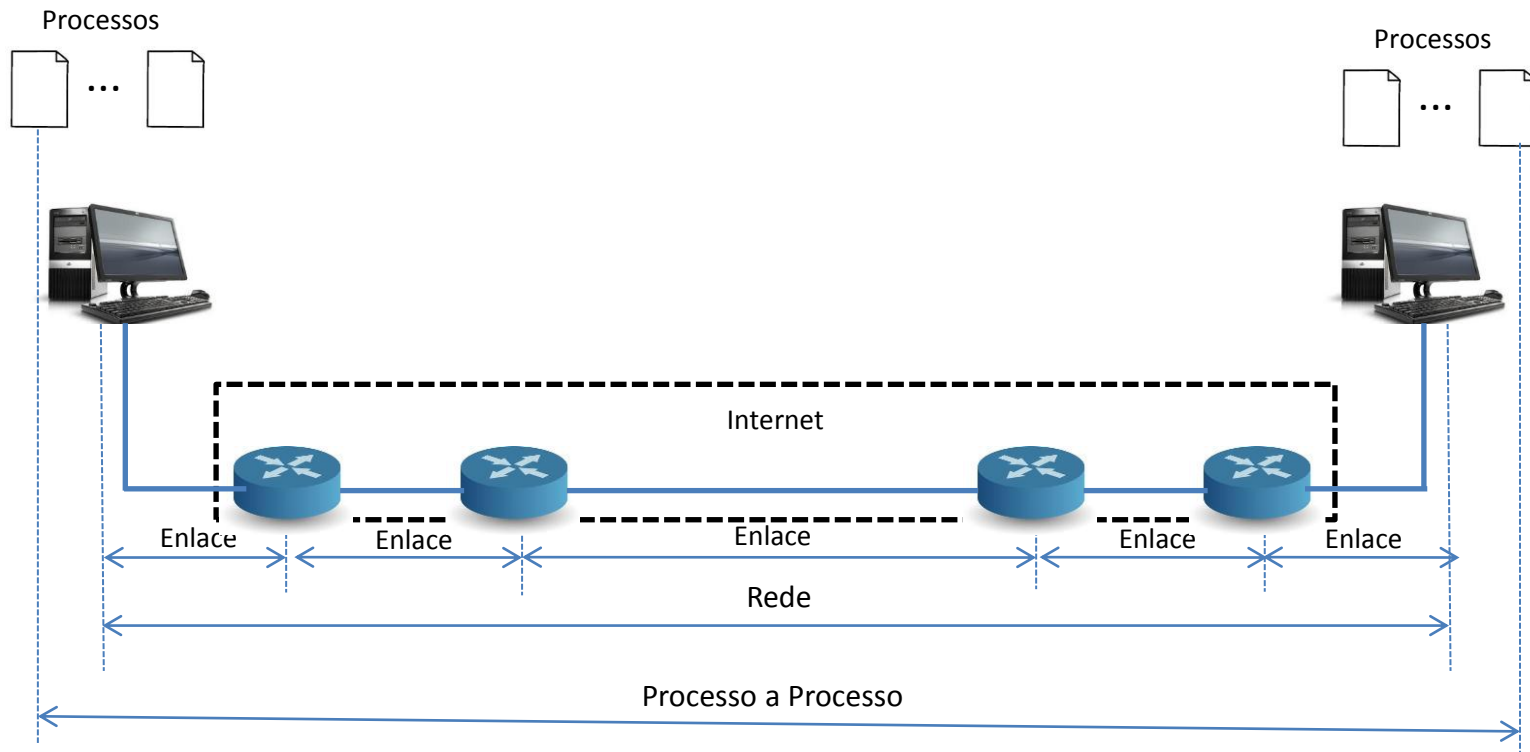 Processos
Processos
...
...
Internet
Enlace
Enlace
Enlace
Enlace
Enlace
Rede
Processo a Processo